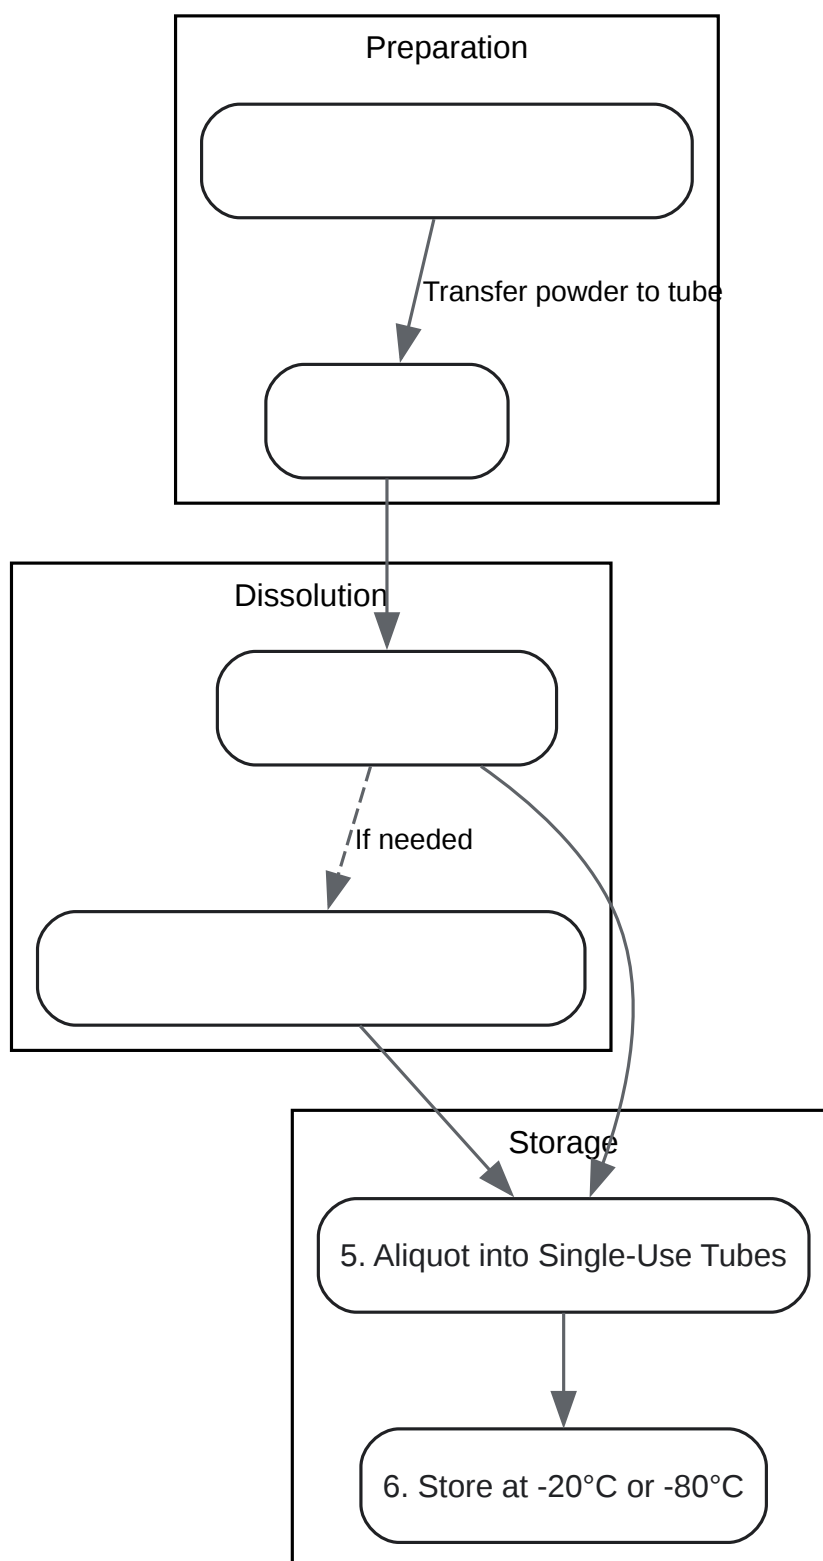 Preparation
Transfer powder to tube
Dissolution
If needed
Storage
5. Aliquot into Single-Use Tubes
6. Store at -20°C or -80°C